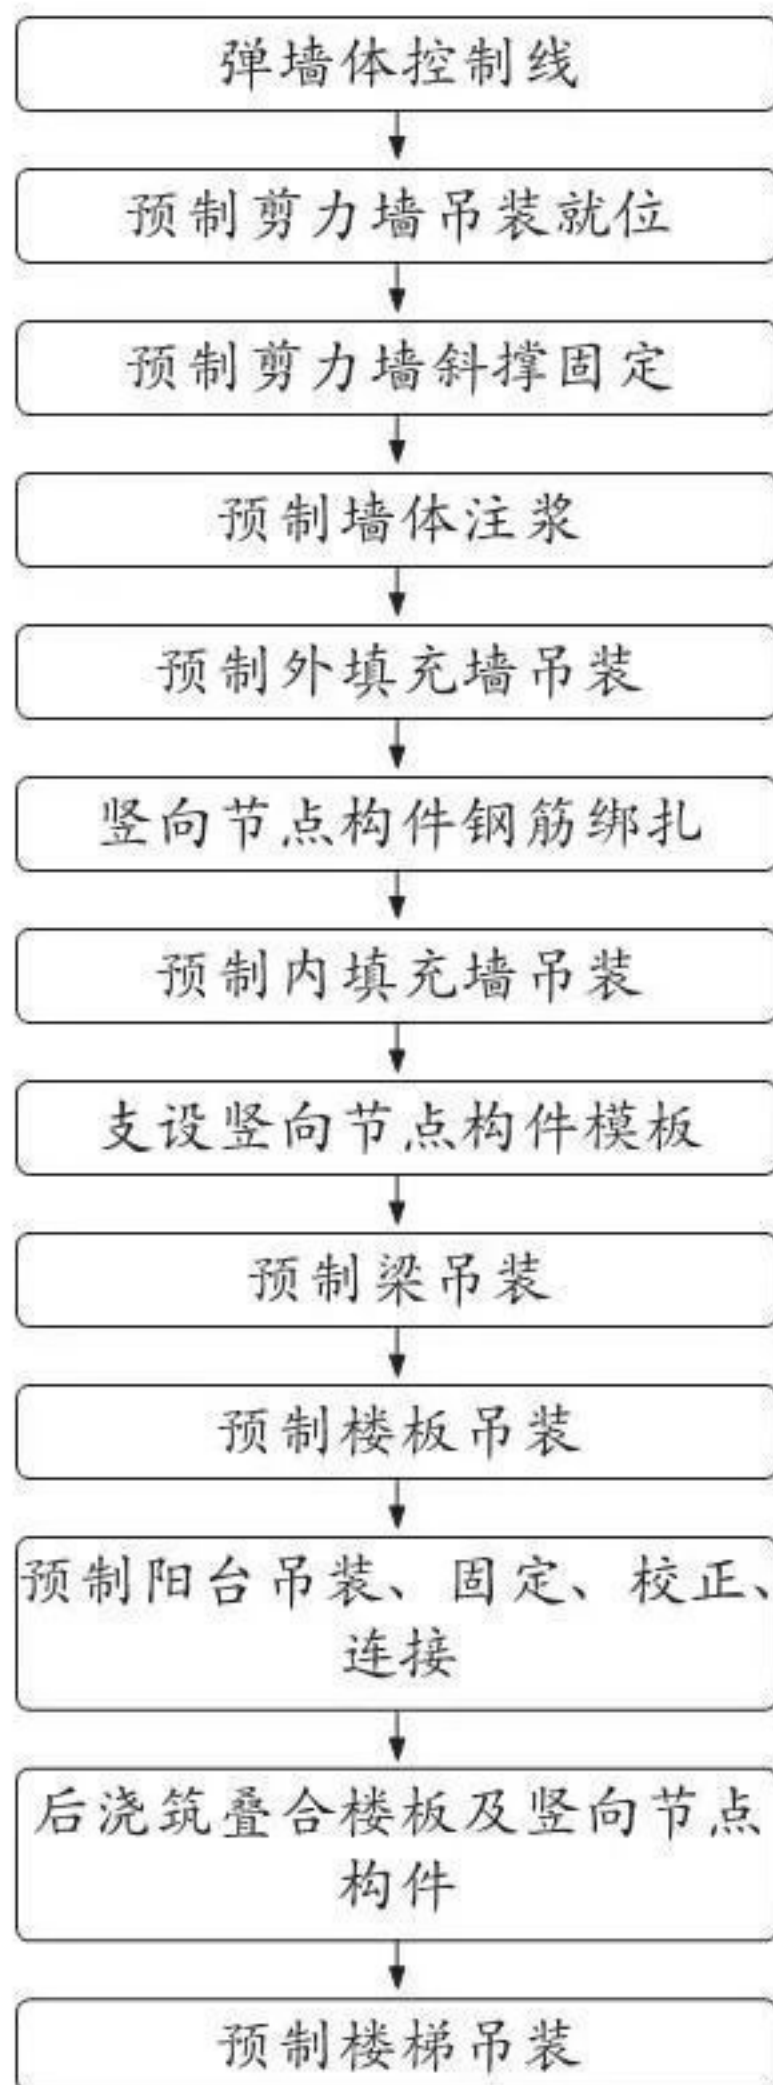 弹墙体控制线
预制剪力墙吊装就位
预制剪力墙斜撑固定
预制墙体注浆
预制外填充墙吊装
竖向节点构件钢筋绑扎
预制内填充墙吊装
支设竖向节点构件模板
预制梁吊装
预制楼板吊装
预制阳台吊装、固定、校正、
连接
后浇筑叠合楼板及竖向节点
构件
预制楼梯吊装